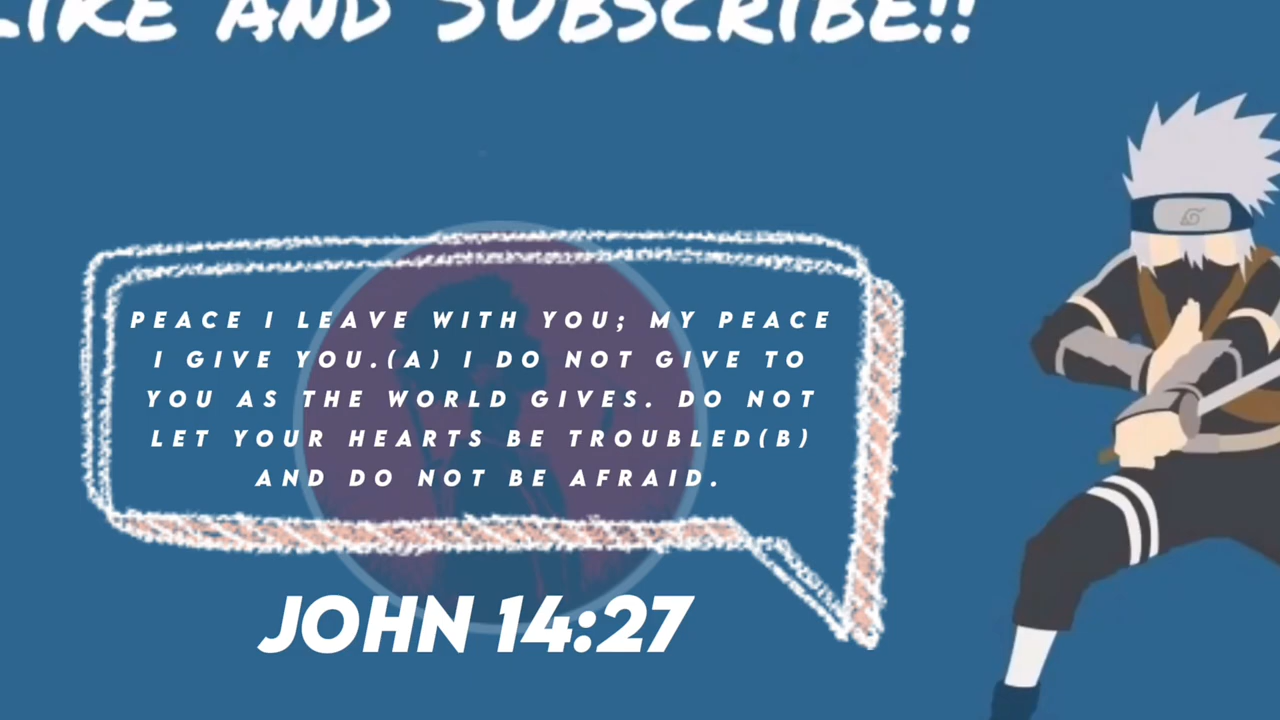 LIKE AND SUBSCRIBE!!
PEACE I LEAVE WITH YOU; MY PEACE
I GIVE YOU.(A) I DO NOT GIVE TO
YOU AS THE WORLD GIVES. DO NOT
LET YOUR HEARTS BE TROUBLED(B)
AND DO NOT BE AFRAID.
JOHN 14:27